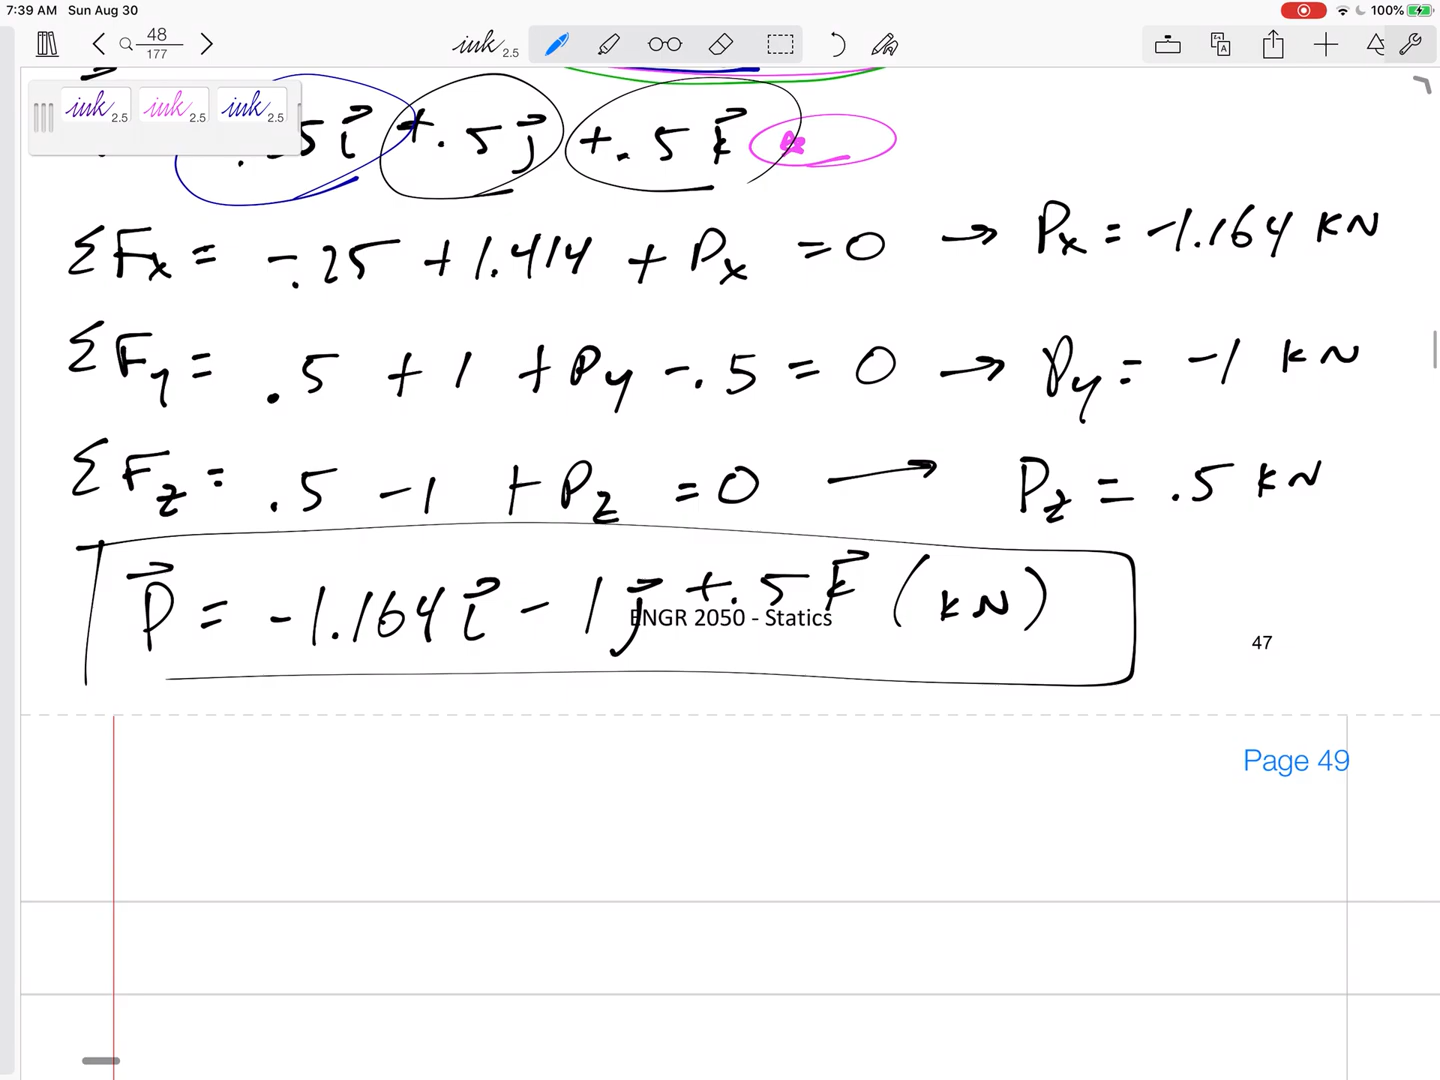 7:39 AM Sun Aug 30 100%
48
177
ink 2.5
ink 2.5 ink 2.5 ink 2.5
5 i + .5 j + .5 k
ΣFx = -.25 + 1.414 + Px = 0 → Px = -1.164 KN
ΣFy = .5 + 1 + Py - .5 = 0 → Py = -1 KN
ΣFz = .5 - 1 + Pz = 0 → Pz = .5 KN
P = -1.164 i - 1 j + .5 k (KN)
ENGR 2050 - Statics
47
Page 49